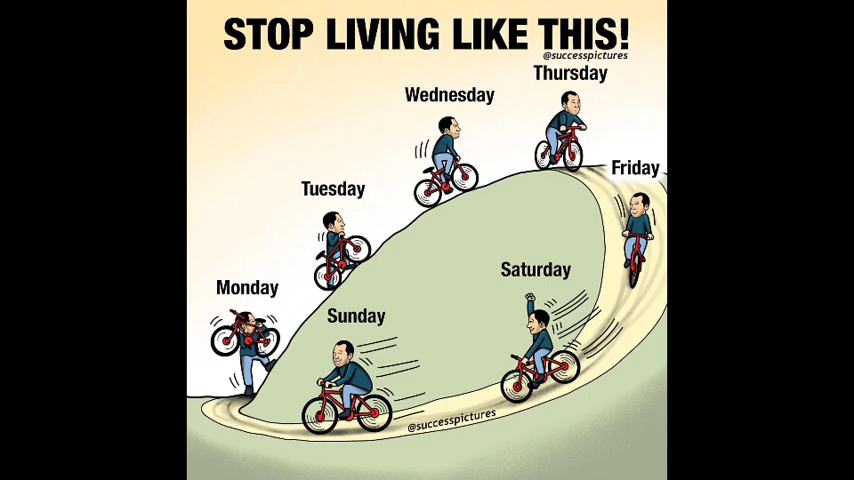 STOP LIVING LIKE THIS!
@successpictures
Thursday
Wednesday
Friday
Tuesday
Saturday
Monday
Sunday
@successpictures